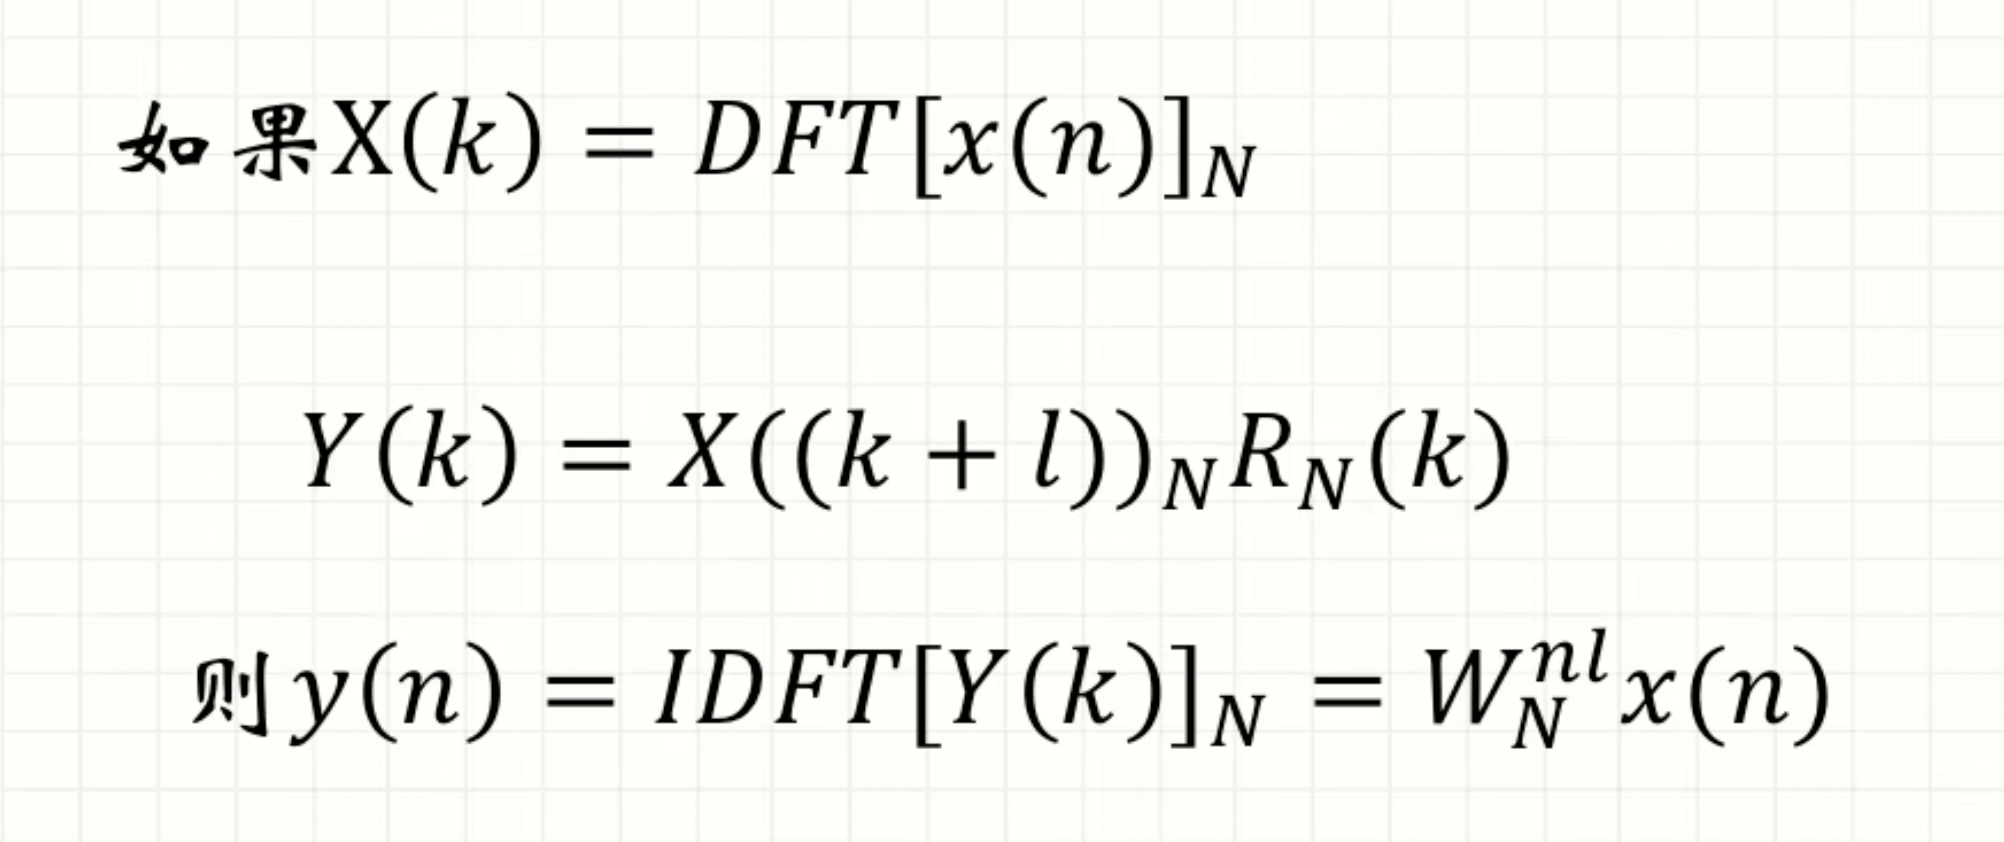 如果X(k) = DFT[x(n)]_N
Y(k) = X((k + l))_N R_N(k)
则y(n) = IDFT[Y(k)]_N = W_N^{nl} x(n)